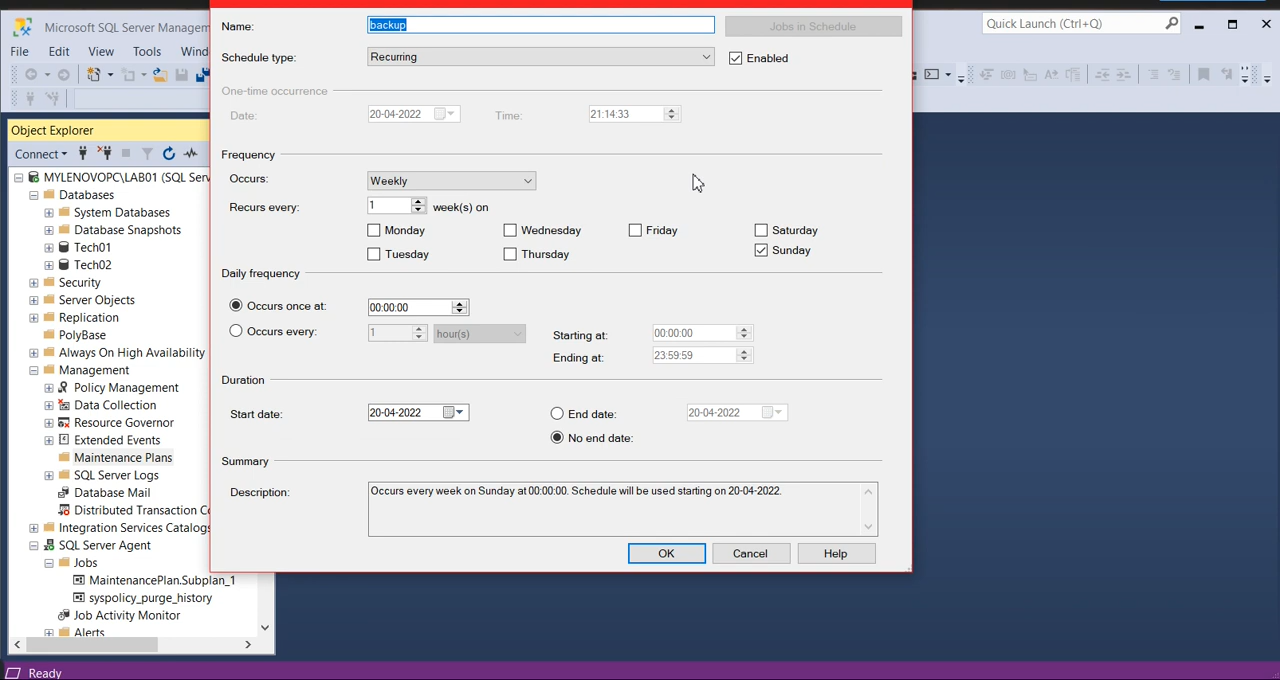 Microsoft SQL Server Managem
Quick Launch (Ctrl+Q)
File Edit View Tools Wind
Object Explorer
Connect
MYLENOVOPC\LAB01 (SQL Serv
Databases
System Databases
Database Snapshots
Tech01
Tech02
Security
Server Objects
Replication
PolyBase
Always On High Availability
Management
Policy Management
Data Collection
Resource Governor
Extended Events
Maintenance Plans
SQL Server Logs
Database Mail
Distributed Transaction Co
Integration Services Catalogs
SQL Server Agent
Jobs
MaintenancePlan.Subplan_1
syspolicy_purge_history
Job Activity Monitor
Alerts
Name: backup Jobs in Schedule
Schedule type: Recurring Enabled
One-time occurrence
Date: 20-04-2022 Time: 21:14:33
Frequency
Occurs: Weekly
Recurs every: 1 week(s) on
Monday Wednesday Friday Saturday
Tuesday Thursday Sunday
Daily frequency
Occurs once at: 00:00:00
Occurs every: 1 hour(s) Starting at: 00:00:00
Ending at: 23:59:59
Duration
Start date: 20-04-2022 End date: 20-04-2022
No end date:
Summary
Description: Occurs every week on Sunday at 00:00:00. Schedule will be used starting on 20-04-2022.
OK Cancel Help
Ready